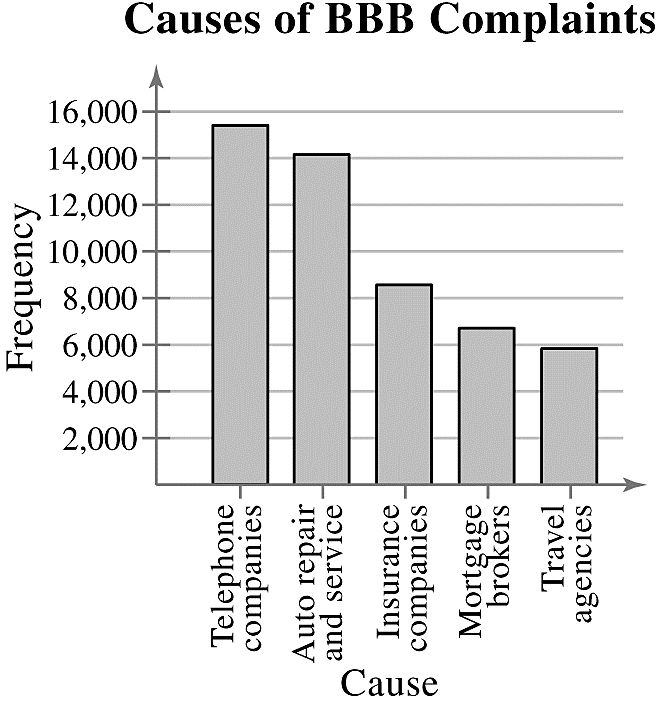 Causes of BBB Complaints
Frequency
16,000
14,000
12,000
10,000
8,000
6,000
4,000
2,000
Telephone
companies
Auto repair
and service
Insurance
companies
Mortgage
brokers
Travel
agencies
Cause